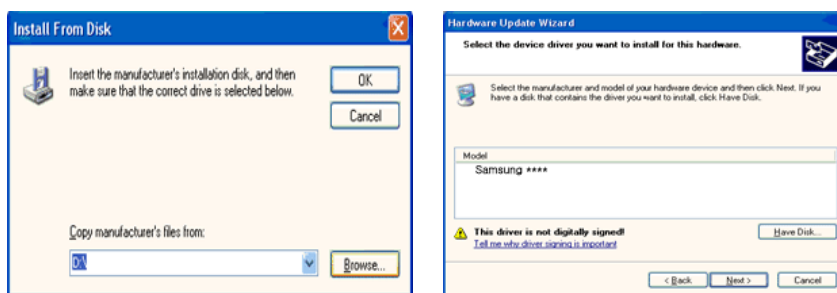 Install From Disk
Insert the manufacturer's installation disk, and then
make sure that the correct drive is selected below.
OK
Cancel
Copy manufacturer's files from:
D:\
Browse...
Hardware Update Wizard
Select the device driver you want to install for this hardware.
Select the manufacturer and model of your hardware device and then click Next. If you
have a disk that contains the driver you want to install, click Have Disk.
Model
Samsung ****
This driver is not digitally signed!
Tell me why driver signing is important
Have Disk...
< Back
Next >
Cancel